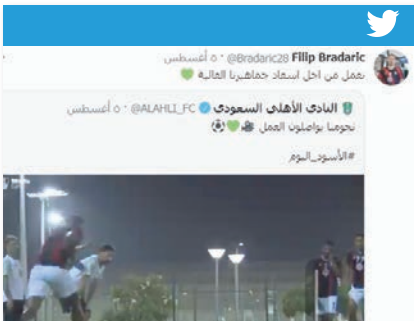 Filip Bradaric @Bradaric28 · ٥ أغسطس
نعمل من اجل اسعاد جماهيرنا الغالية 💚
النادي الأهلي السعودي @ALAHLI_FC · ٥ أغسطس
نجومنا يواصلون العمل 🎥💚⚽
#الأسود_اليوم